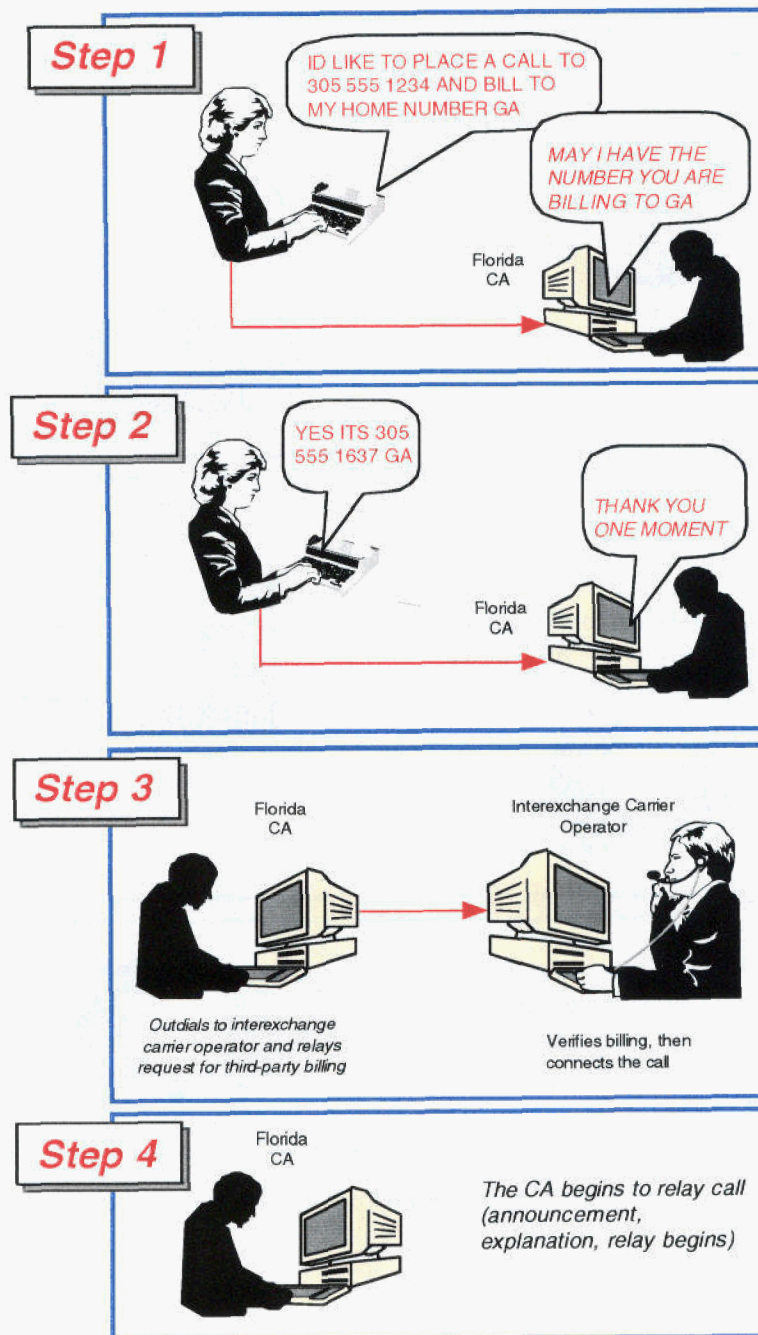 Step 1
ID LIKE TO PLACE A CALL TO
305 555 1234 AND BILL TO
MY HOME NUMBER GA
MAY I HAVE THE
NUMBER YOU ARE
BILLING TO GA
Florida
CA
Step 2
YES ITS 305
555 1637 GA
THANK YOU
ONE MOMENT
Florida
CA
Step 3
Florida
CA
Interexchange Carrier
Operator
Outdials to interexchange
carrier operator and relays
request for third-party billing
Verifies billing, then
connects the call
Step 4
Florida
CA
The CA begins to relay call
(announcement,
explanation, relay begins)